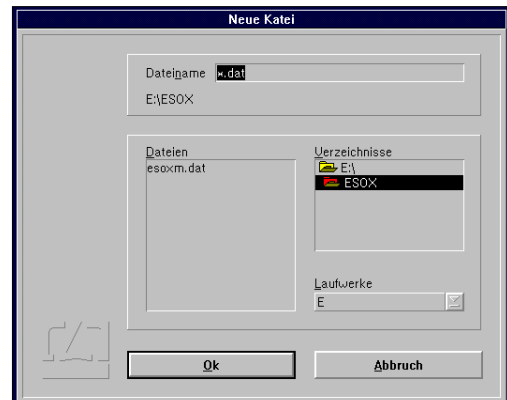 Neue Katei
Dateiname *.dat
E:\ESOX
Dateien
esoxm.dat
Verzeichnisse
E:\
ESOX
Laufwerke
E
Ok
Abbruch